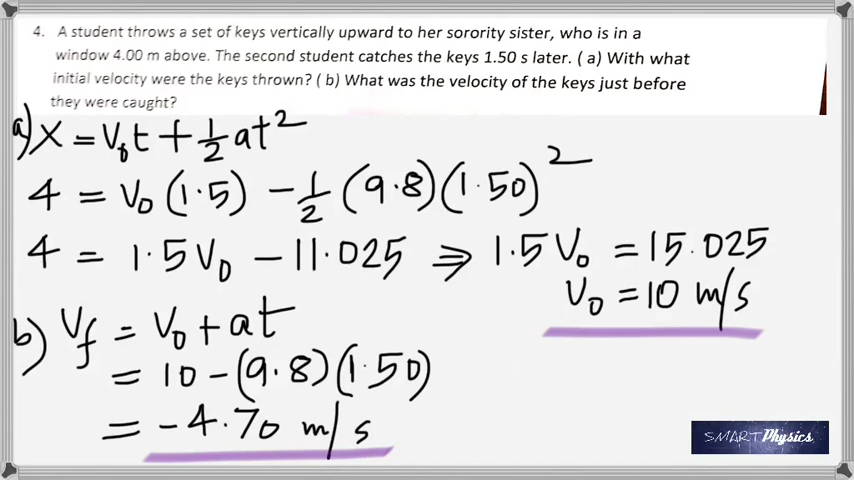 4. A student throws a set of keys vertically upward to her sorority sister, who is in a
window 4.00 m above. The second student catches the keys 1.50 s later. ( a) With what
initial velocity were the keys thrown? ( b) What was the velocity of the keys just before
they were caught?
a) X = V₀t + ½at²
4 = V₀(1.5) − ½(9.8)(1.50)²
4 = 1.5V₀ − 11.025 ⇒ 1.5V₀ = 15.025
V₀ = 10 m/s
b) Vf = V₀ + at
= 10 − (9.8)(1.50)
= −4.70 m/s
SMART Physics